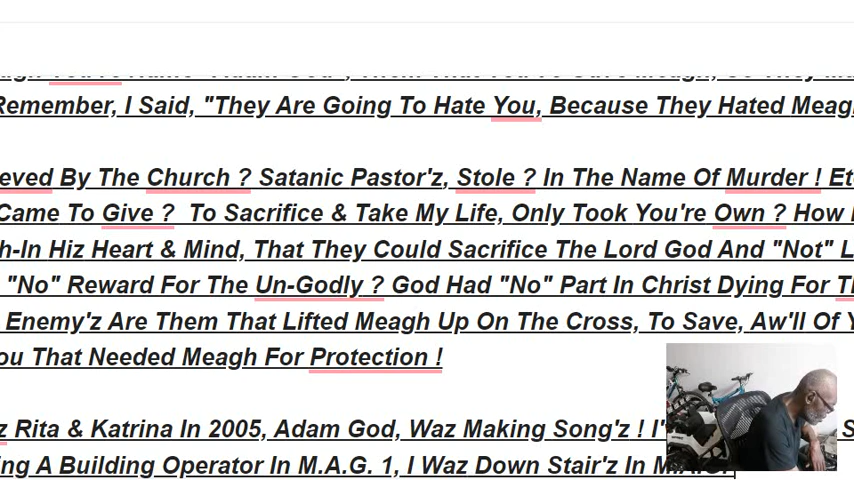 Remember, I Said, "They Are Going To Hate You, Because They Hated Meag
eved By The Church ? Satanic Pastor'z, Stole ? In The Name Of Murder ! Et
Came To Give ?  To Sacrifice & Take My Life, Only Took You're Own ? How
h-In Hiz Heart & Mind, That They Could Sacrifice The Lord God And "Not" L
"No" Reward For The Un-Godly ? God Had "No" Part In Christ Dying For
Enemy'z Are Them That Lifted Meagh Up On The Cross, To Save, Aw'll Of
ou That Needed Meagh For Protection !
z Rita & Katrina In 2005, Adam God, Waz Making Song'z !
ng A Building Operator In M.A.G. 1, I Waz Down Stair'z In